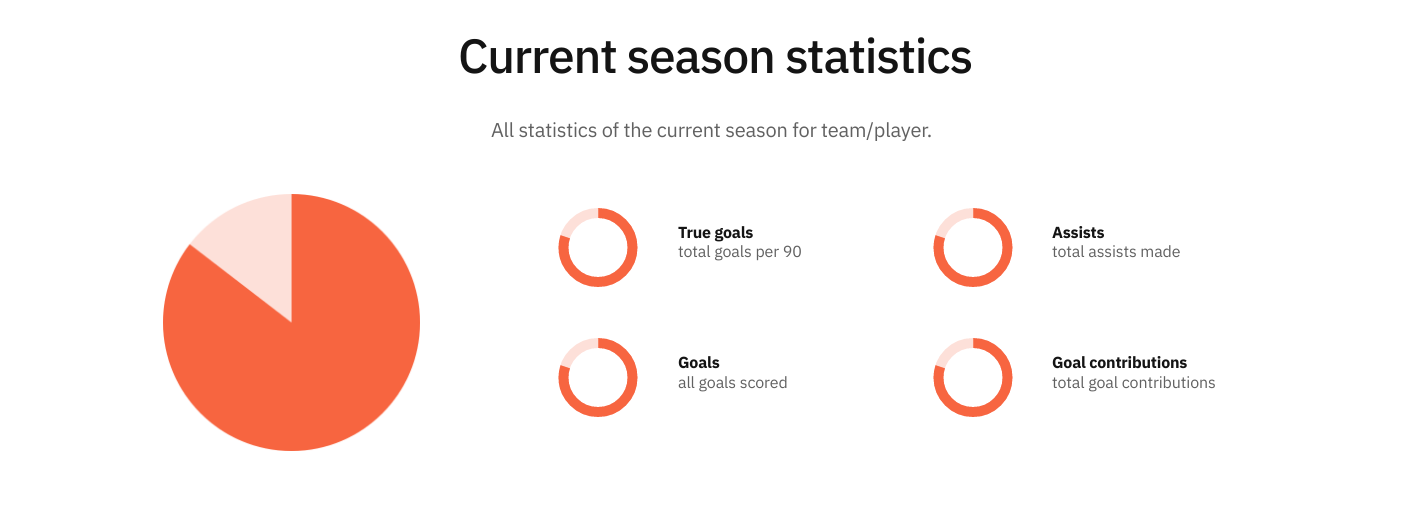 Current season statistics
All statistics of the current season for team/player.
True goals
total goals per 90
Assists
total assists made
Goals
all goals scored
Goal contributions
total goal contributions